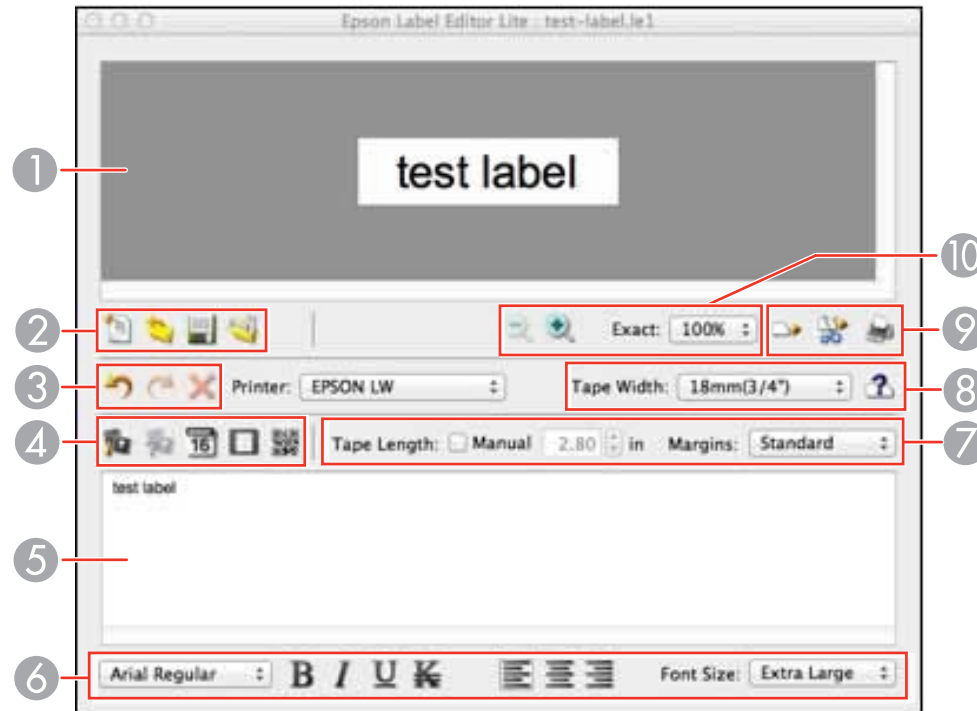 Epson Label Editor Lite : test-label.le1
test label
1
10
2
Exact: 100%
9
3
Printer: EPSON LW
Tape Width: 18mm(3/4")
?
8
4
16
Tape Length: Manual 2.80 in Margins: Standard
7
test label
5
6
Arial Regular B I U K Font Size: Extra Large